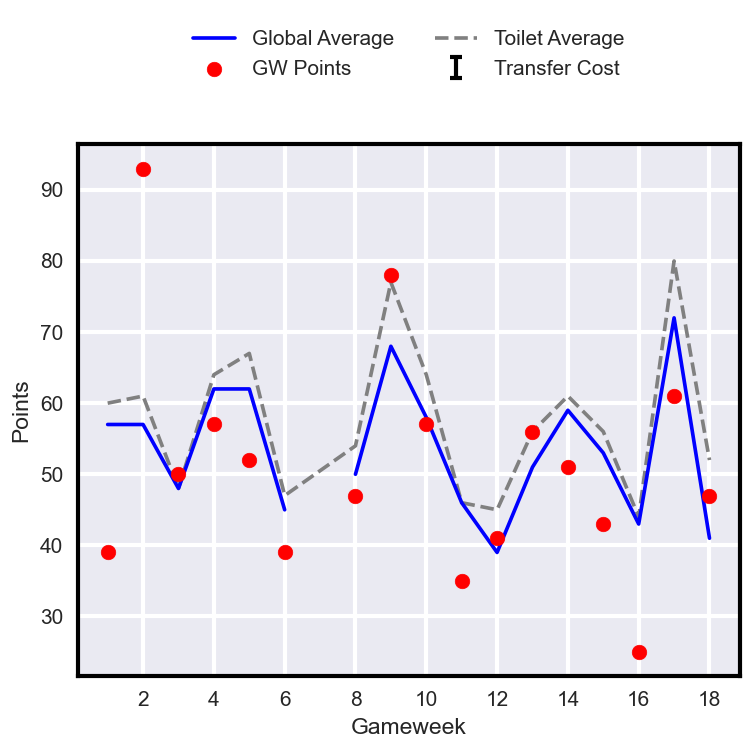 Global Average
Toilet Average
GW Points
Transfer Cost
90
80
70
60
50
40
30
Points
2 4 6 8 10 12 14 16 18
Gameweek